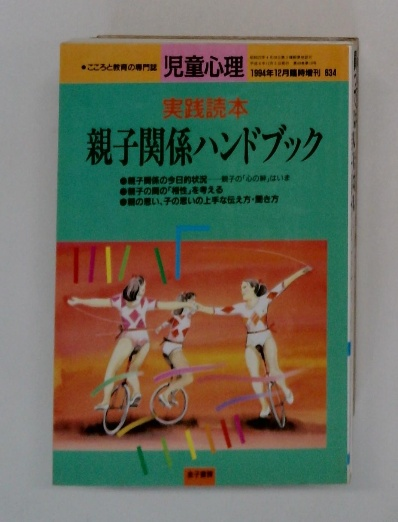 ●こころと教育の専門誌
児童心理
1994年12月臨時増刊 634
実践読本
親子関係ハンドブック
●親子関係の今日的状況——親子の「心の絆」はいま
●親子の間の「相性」を考える
●親の思い、子の思いの上手な伝え方・聞き方
金子書房